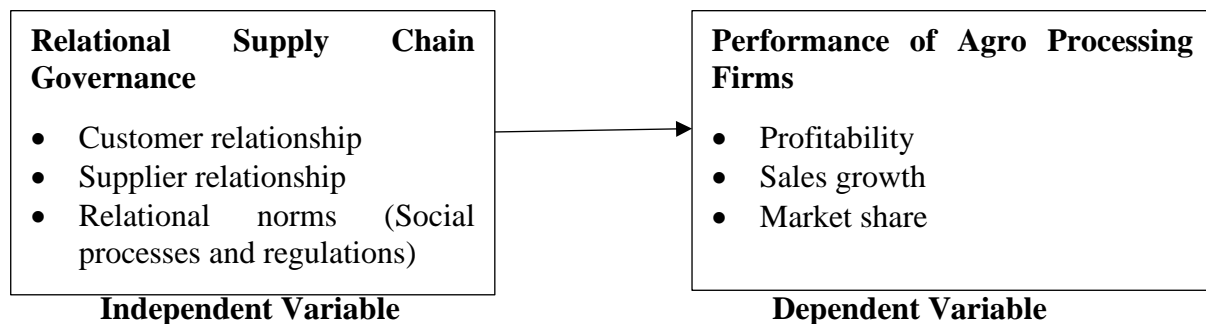 Relational Supply Chain
Governance
• Customer relationship
• Supplier relationship
• Relational norms (Social
processes and regulations)
Independent Variable
Performance of Agro Processing
Firms
• Profitability
• Sales growth
• Market share
Dependent Variable